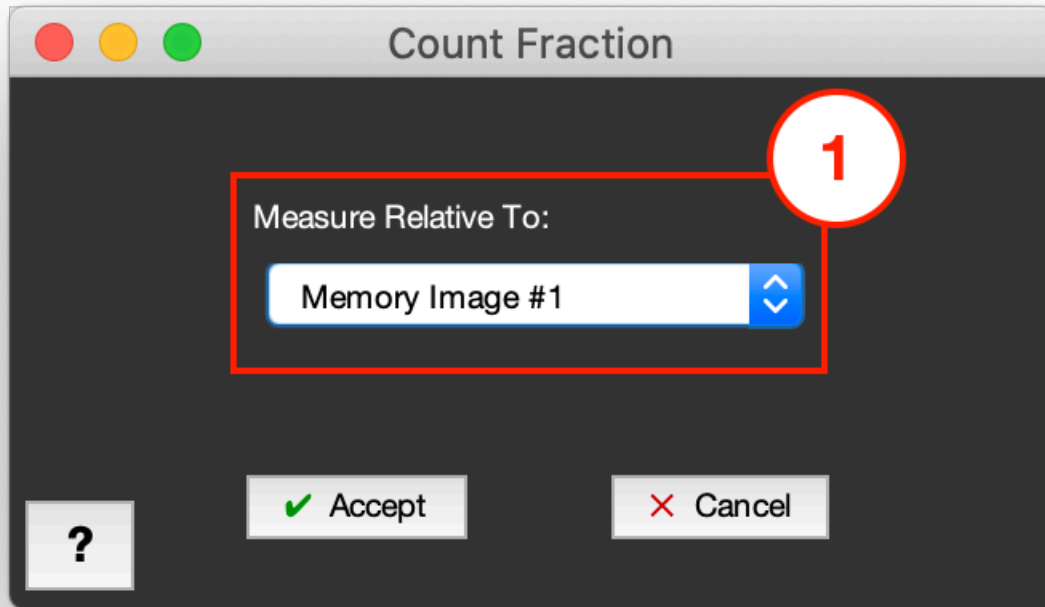 Count Fraction
1
Measure Relative To:
Memory Image #1
✔ Accept
✕ Cancel
?